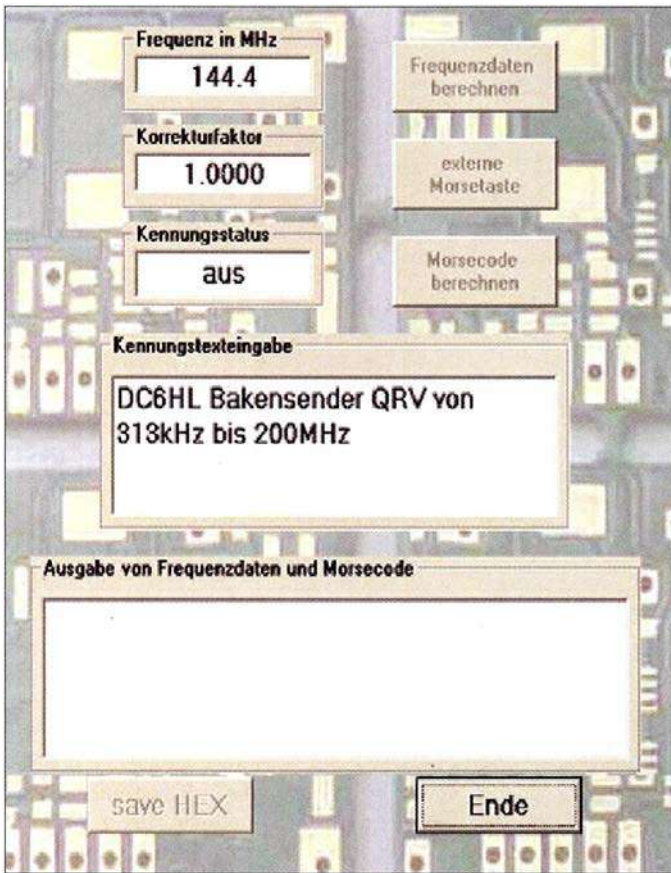 Frequenz in MHz
144.4
Frequenzdaten
berechnen
Korrekturfaktor
1.0000
externe
Morsetaste
Kennungsstatus
aus
Morsecode
berechnen
Kennungstexteingabe
DC6HL Bakensender QRV von
313kHz bis 200MHz
Ausgabe von Frequenzdaten und Morsecode
save HEX
Ende